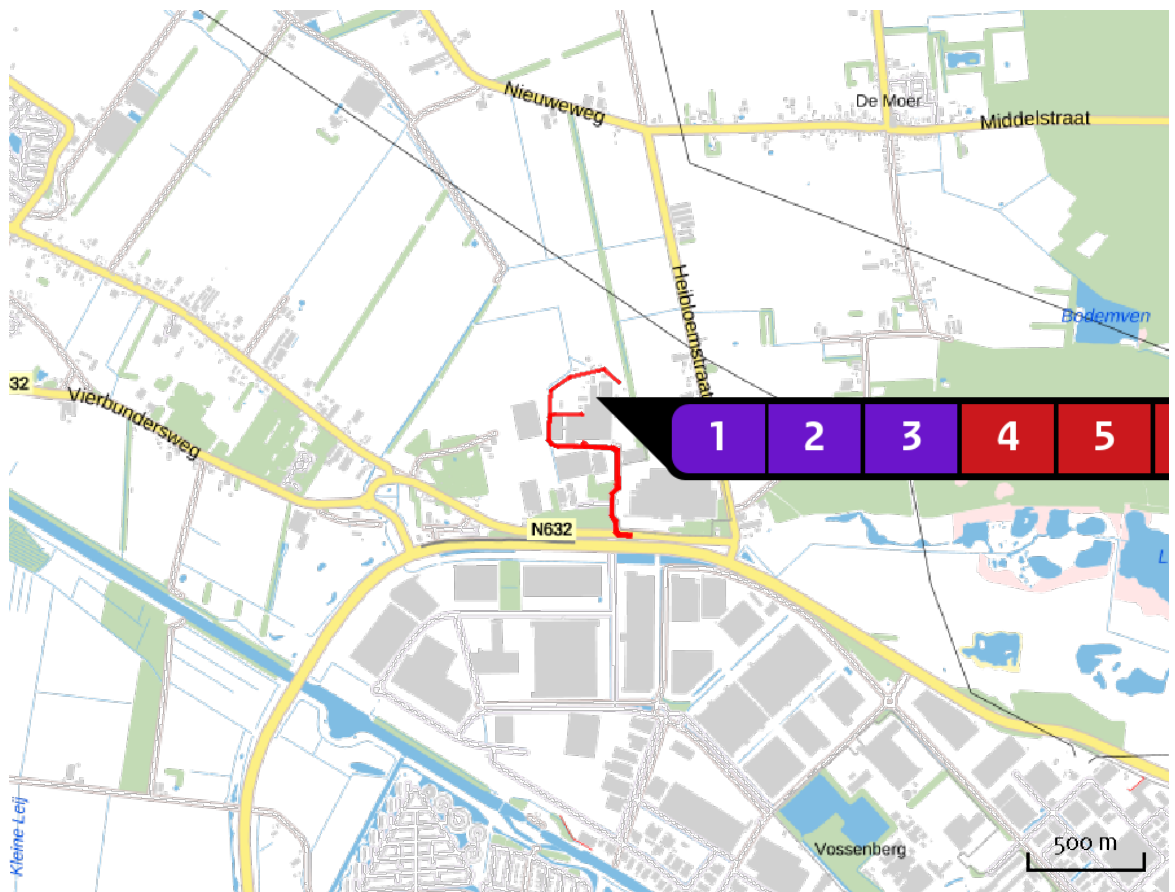 Nieuweweg
De Moer
Middelstraat
Heibloemstraat
Bodemven
32
Vierbundersweg
1 2 3 4 5
N632
L
Kleine Leij
Vossenberg
500 m